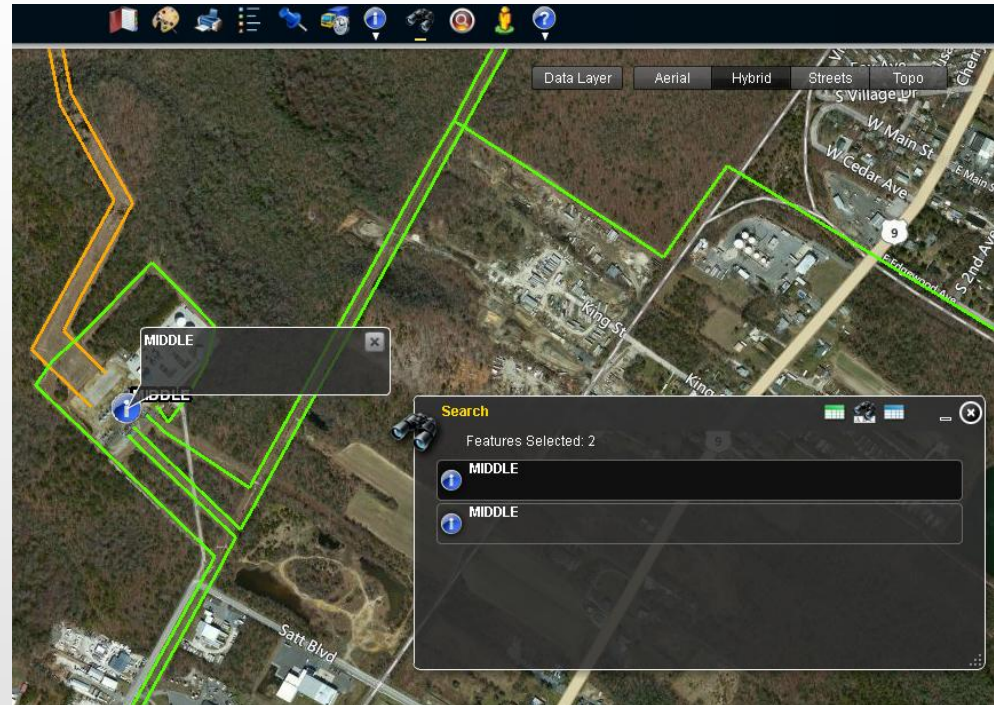 Data Layer
Aerial
Hybrid
Streets
Topo
Cherry
S Village Dr
W Main St
W Cedar Ave
E Main S
9
S 2nd Ave
E Edgewood Ave
King St
King
MIDDLE
MIDDLE
Search
Features Selected: 2
9
MIDDLE
MIDDLE
Satt Blvd